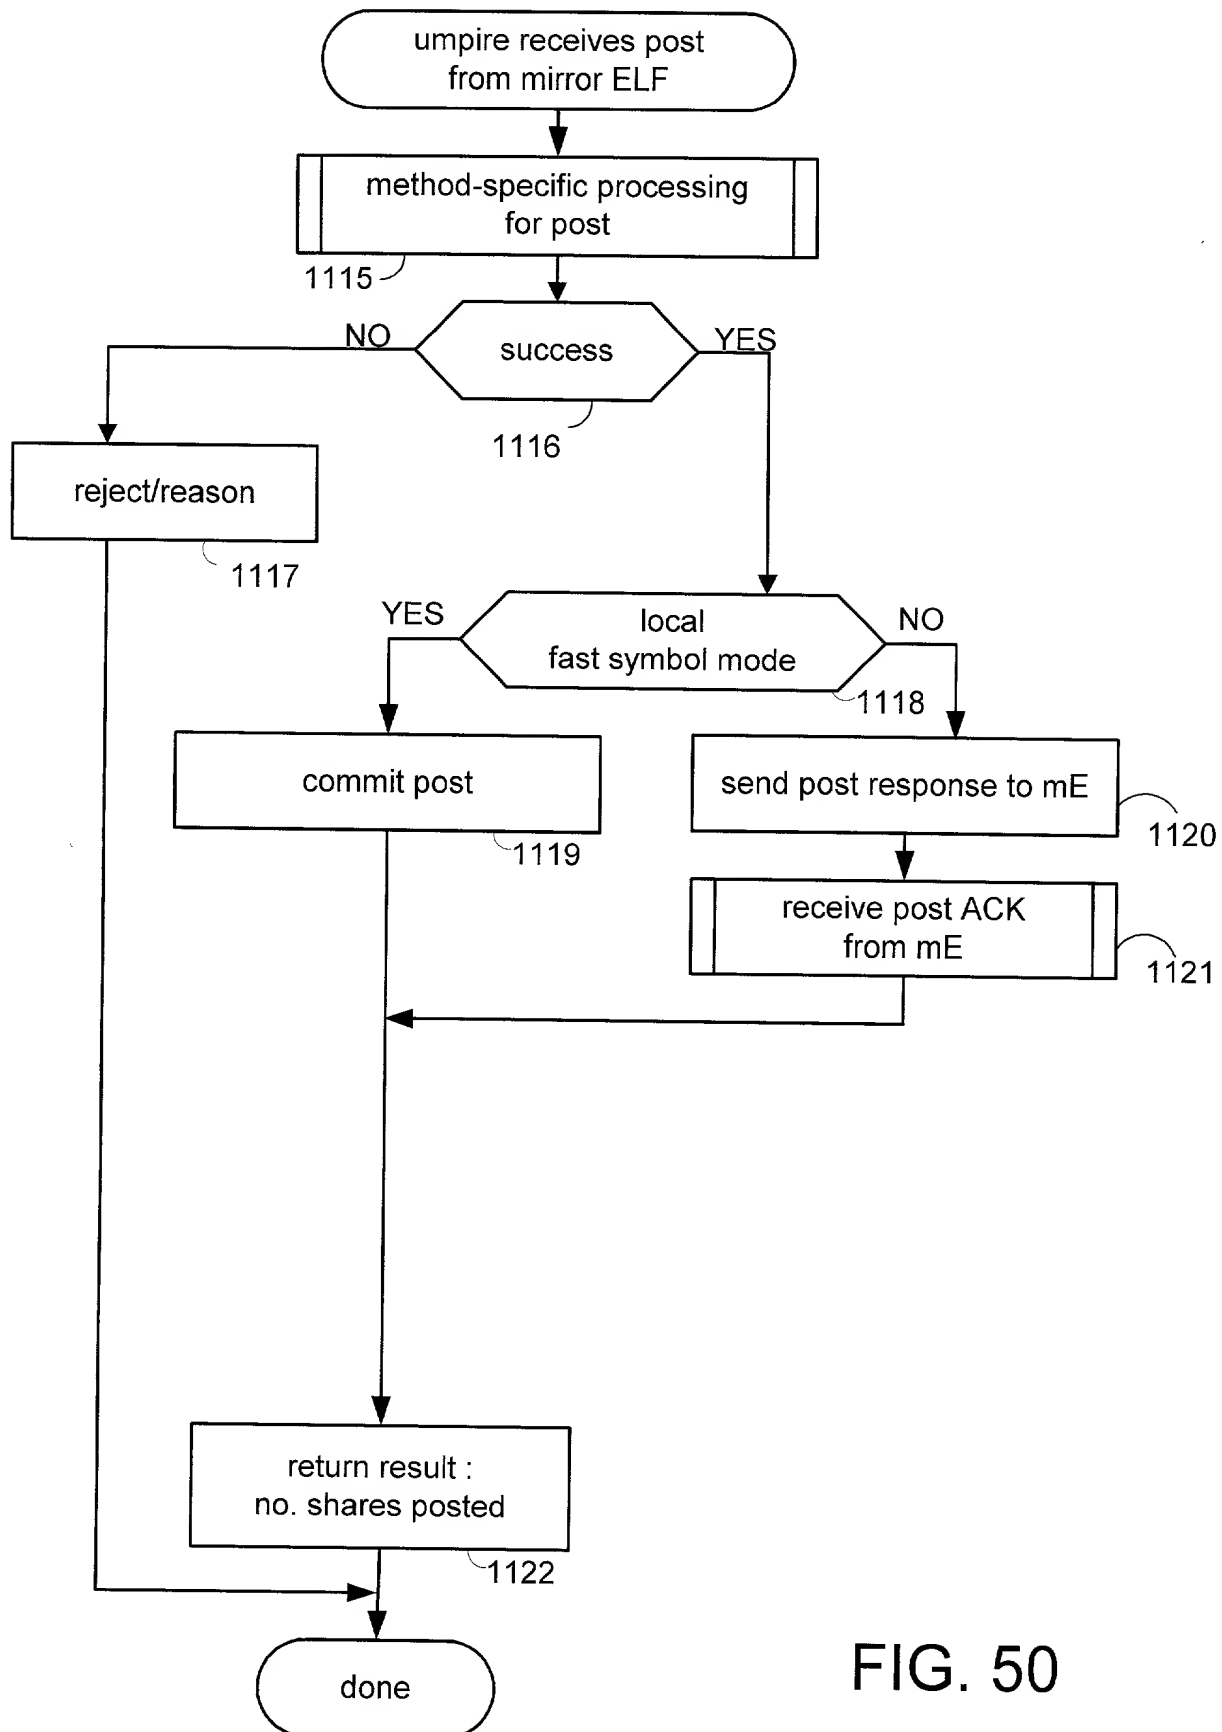 umpire receives post
from mirror ELF
method-specific processing
for post
1115
NO
YES
success
1116
reject/reason
1117
YES
NO
local
fast symbol mode
1118
commit post
1119
send post response to mE
1120
receive post ACK
from mE
1121
return result :
no. shares posted
1122
done
FIG. 50